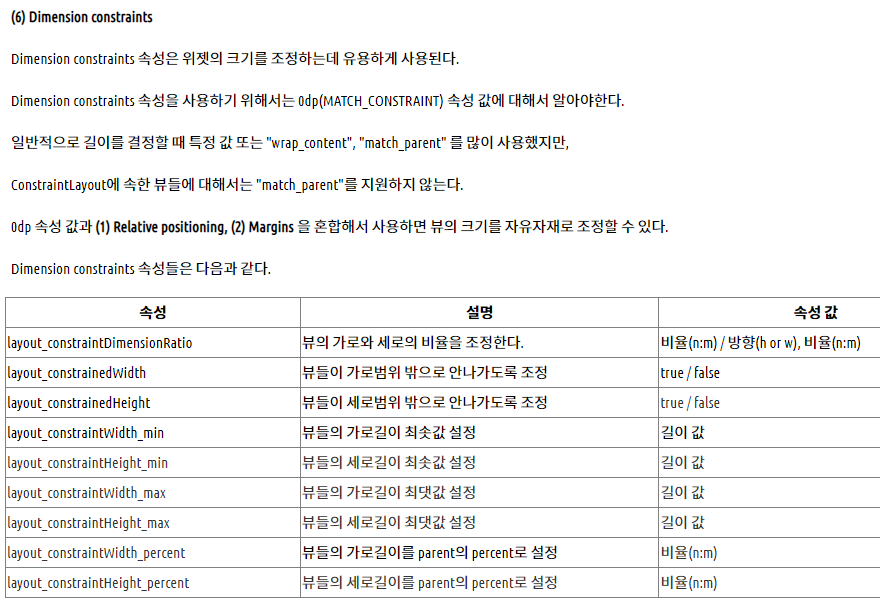 (6) Dimension constraints
Dimension constraints 속성은 위젯의 크기를 조정하는데 유용하게 사용된다.
Dimension constraints 속성을 사용하기 위해서는 0dp(MATCH_CONSTRAINT) 속성 값에 대해서 알아야한다.
일반적으로 길이를 결정할 때 특정 값 또는 "wrap_content", "match_parent" 를 많이 사용했지만,
ConstraintLayout에 속한 뷰들에 대해서는 "match_parent"를 지원하지 않는다.
0dp 속성 값과 (1) Relative positioning, (2) Margins 을 혼합해서 사용하면 뷰의 크기를 자유자재로 조정할 수 있다.
Dimension constraints 속성들은 다음과 같다.
속성 설명 속성 값
layout_constraintDimensionRatio 뷰의 가로와 세로의 비율을 조정한다. 비율(n:m) / 방향(h or w), 비율(n:m)
layout_constrainedWidth 뷰들이 가로범위 밖으로 안나가도록 조정 true / false
layout_constrainedHeight 뷰들이 세로범위 밖으로 안나가도록 조정 true / false
layout_constraintWidth_min 뷰들의 가로길이 최솟값 설정 길이 값
layout_constraintHeight_min 뷰들의 세로길이 최솟값 설정 길이 값
layout_constraintWidth_max 뷰들의 가로길이 최댓값 설정 길이 값
layout_constraintHeight_max 뷰들의 세로길이 최댓값 설정 길이 값
layout_constraintWidth_percent 뷰들의 가로길이를 parent의 percent로 설정 비율(n:m)
layout_constraintHeight_percent 뷰들의 세로길이를 parent의 percent로 설정 비율(n:m)